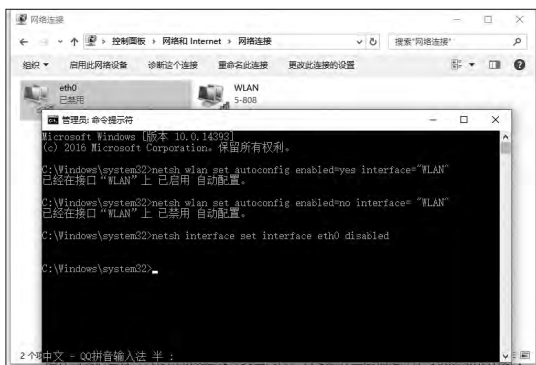 网络连接
控制面板 › 网络和 Internet › 网络连接
搜索"网络连接"
组织 启用此网络设备 诊断这个连接 重命名此连接 更改此连接的设置
eth0
已禁用
WLAN
5-808
管理员: 命令提示符
Microsoft Windows [版本 10.0.14393]
(c) 2016 Microsoft Corporation。保留所有权利。
C:\Windows\system32>netsh wlan set autoconfig enabled=yes interface="WLAN"
已经在接口“WLAN”上 已启用 自动配置。
C:\Windows\system32>netsh wlan set autoconfig enabled=no interface= "WLAN"
已经在接口“WLAN”上 已禁用 自动配置。
C:\Windows\system32>netsh interface set interface eth0 disabled
C:\Windows\system32>
2 个项
中文 - QQ拼音输入法 半 :